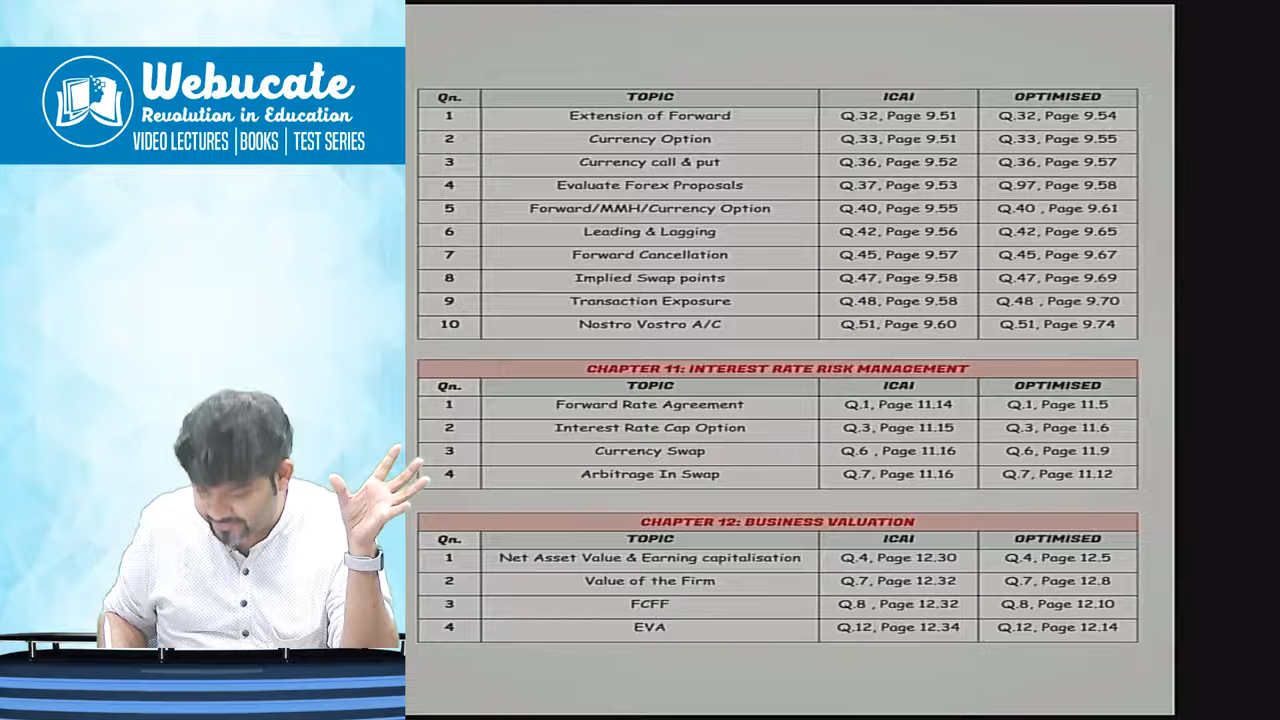 Webucate
Revolution in Education
VIDEO LECTURES | BOOKS | TEST SERIES
Qn. TOPIC ICAI OPTIMISED
1 Extension of Forward Q.32, Page 9.51 Q.32, Page 9.54
2 Currency Option Q.33, Page 9.51 Q.33, Page 9.55
3 Currency call & put Q.36, Page 9.52 Q.36, Page 9.57
4 Evaluate Forex Proposals Q.37, Page 9.53 Q.97, Page 9.58
5 Forward/MMH/Currency Option Q.40, Page 9.55 Q.40 , Page 9.61
6 Leading & Lagging Q.42, Page 9.56 Q.42, Page 9.65
7 Forward Cancellation Q.45, Page 9.57 Q.45, Page 9.67
8 Implied Swap points Q.47, Page 9.58 Q.47, Page 9.69
9 Transaction Exposure Q.48, Page 9.58 Q.48 , Page 9.70
10 Nostro Vostro A/C Q.51, Page 9.60 Q.51, Page 9.74
CHAPTER 11: INTEREST RATE RISK MANAGEMENT
Qn. TOPIC ICAI OPTIMISED
1 Forward Rate Agreement Q.1, Page 11.14 Q.1, Page 11.5
2 Interest Rate Cap Option Q.3, Page 11.15 Q.3, Page 11.6
3 Currency Swap Q.6 , Page 11.16 Q.6, Page 11.9
4 Arbitrage In Swap Q.7, Page 11.16 Q.7, Page 11.12
CHAPTER 12: BUSINESS VALUATION
Qn. TOPIC ICAI OPTIMISED
1 Net Asset Value & Earning capitalisation Q.4, Page 12.30 Q.4, Page 12.5
2 Value of the Firm Q.7, Page 12.32 Q.7, Page 12.8
3 FCFF Q.8 , Page 12.32 Q.8, Page 12.10
4 EVA Q.12, Page 12.34 Q.12, Page 12.14